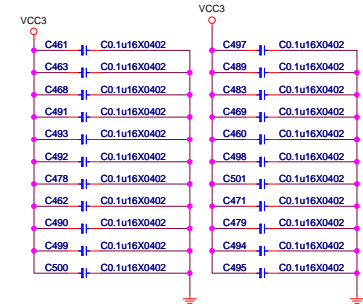 VCC3
C461 C0.1u16X0402
C463 C0.1u16X0402
C468 C0.1u16X0402
C491 C0.1u16X0402
C493 C0.1u16X0402
C492 C0.1u16X0402
C478 C0.1u16X0402
C462 C0.1u16X0402
C490 C0.1u16X0402
C499 C0.1u16X0402
C500 C0.1u16X0402
VCC3
C497 C0.1u16X0402
C489 C0.1u16X0402
C483 C0.1u16X0402
C469 C0.1u16X0402
C460 C0.1u16X0402
C498 C0.1u16X0402
C501 C0.1u16X0402
C471 C0.1u16X0402
C479 C0.1u16X0402
C494 C0.1u16X0402
C495 C0.1u16X0402